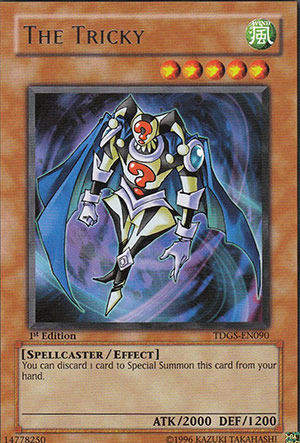 THE TRICKY
WIND
風
?
?
1st Edition
TDGS-EN090
[SPELLCASTER / EFFECT]
You can discard 1 card to Special Summon this card from your
hand.
ATK/2000 DEF/1200
14778250
©1996 KAZUKI TAKAHASHI